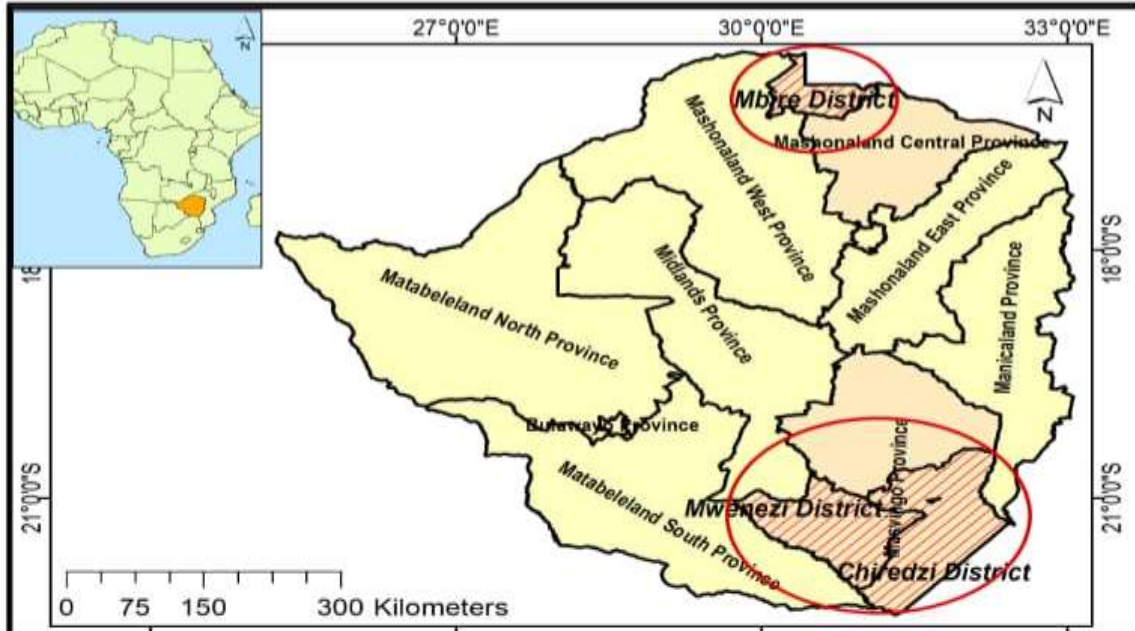 27°0'0"E
30°0'0"E
33°0'0"E
N
N
Mbire District
Mashonaland Central Province
Mashonaland West Province
Mashonaland East Province
18°0'0"S
Midlands Province
Matabeleland North Province
Manicaland Province
Bulawayo Province
Masvingo Province
21°0'0"S
21°0'0"S
Mwenezi District
Matabeleland South Province
Chiredzi District
0 75 150 300 Kilometers